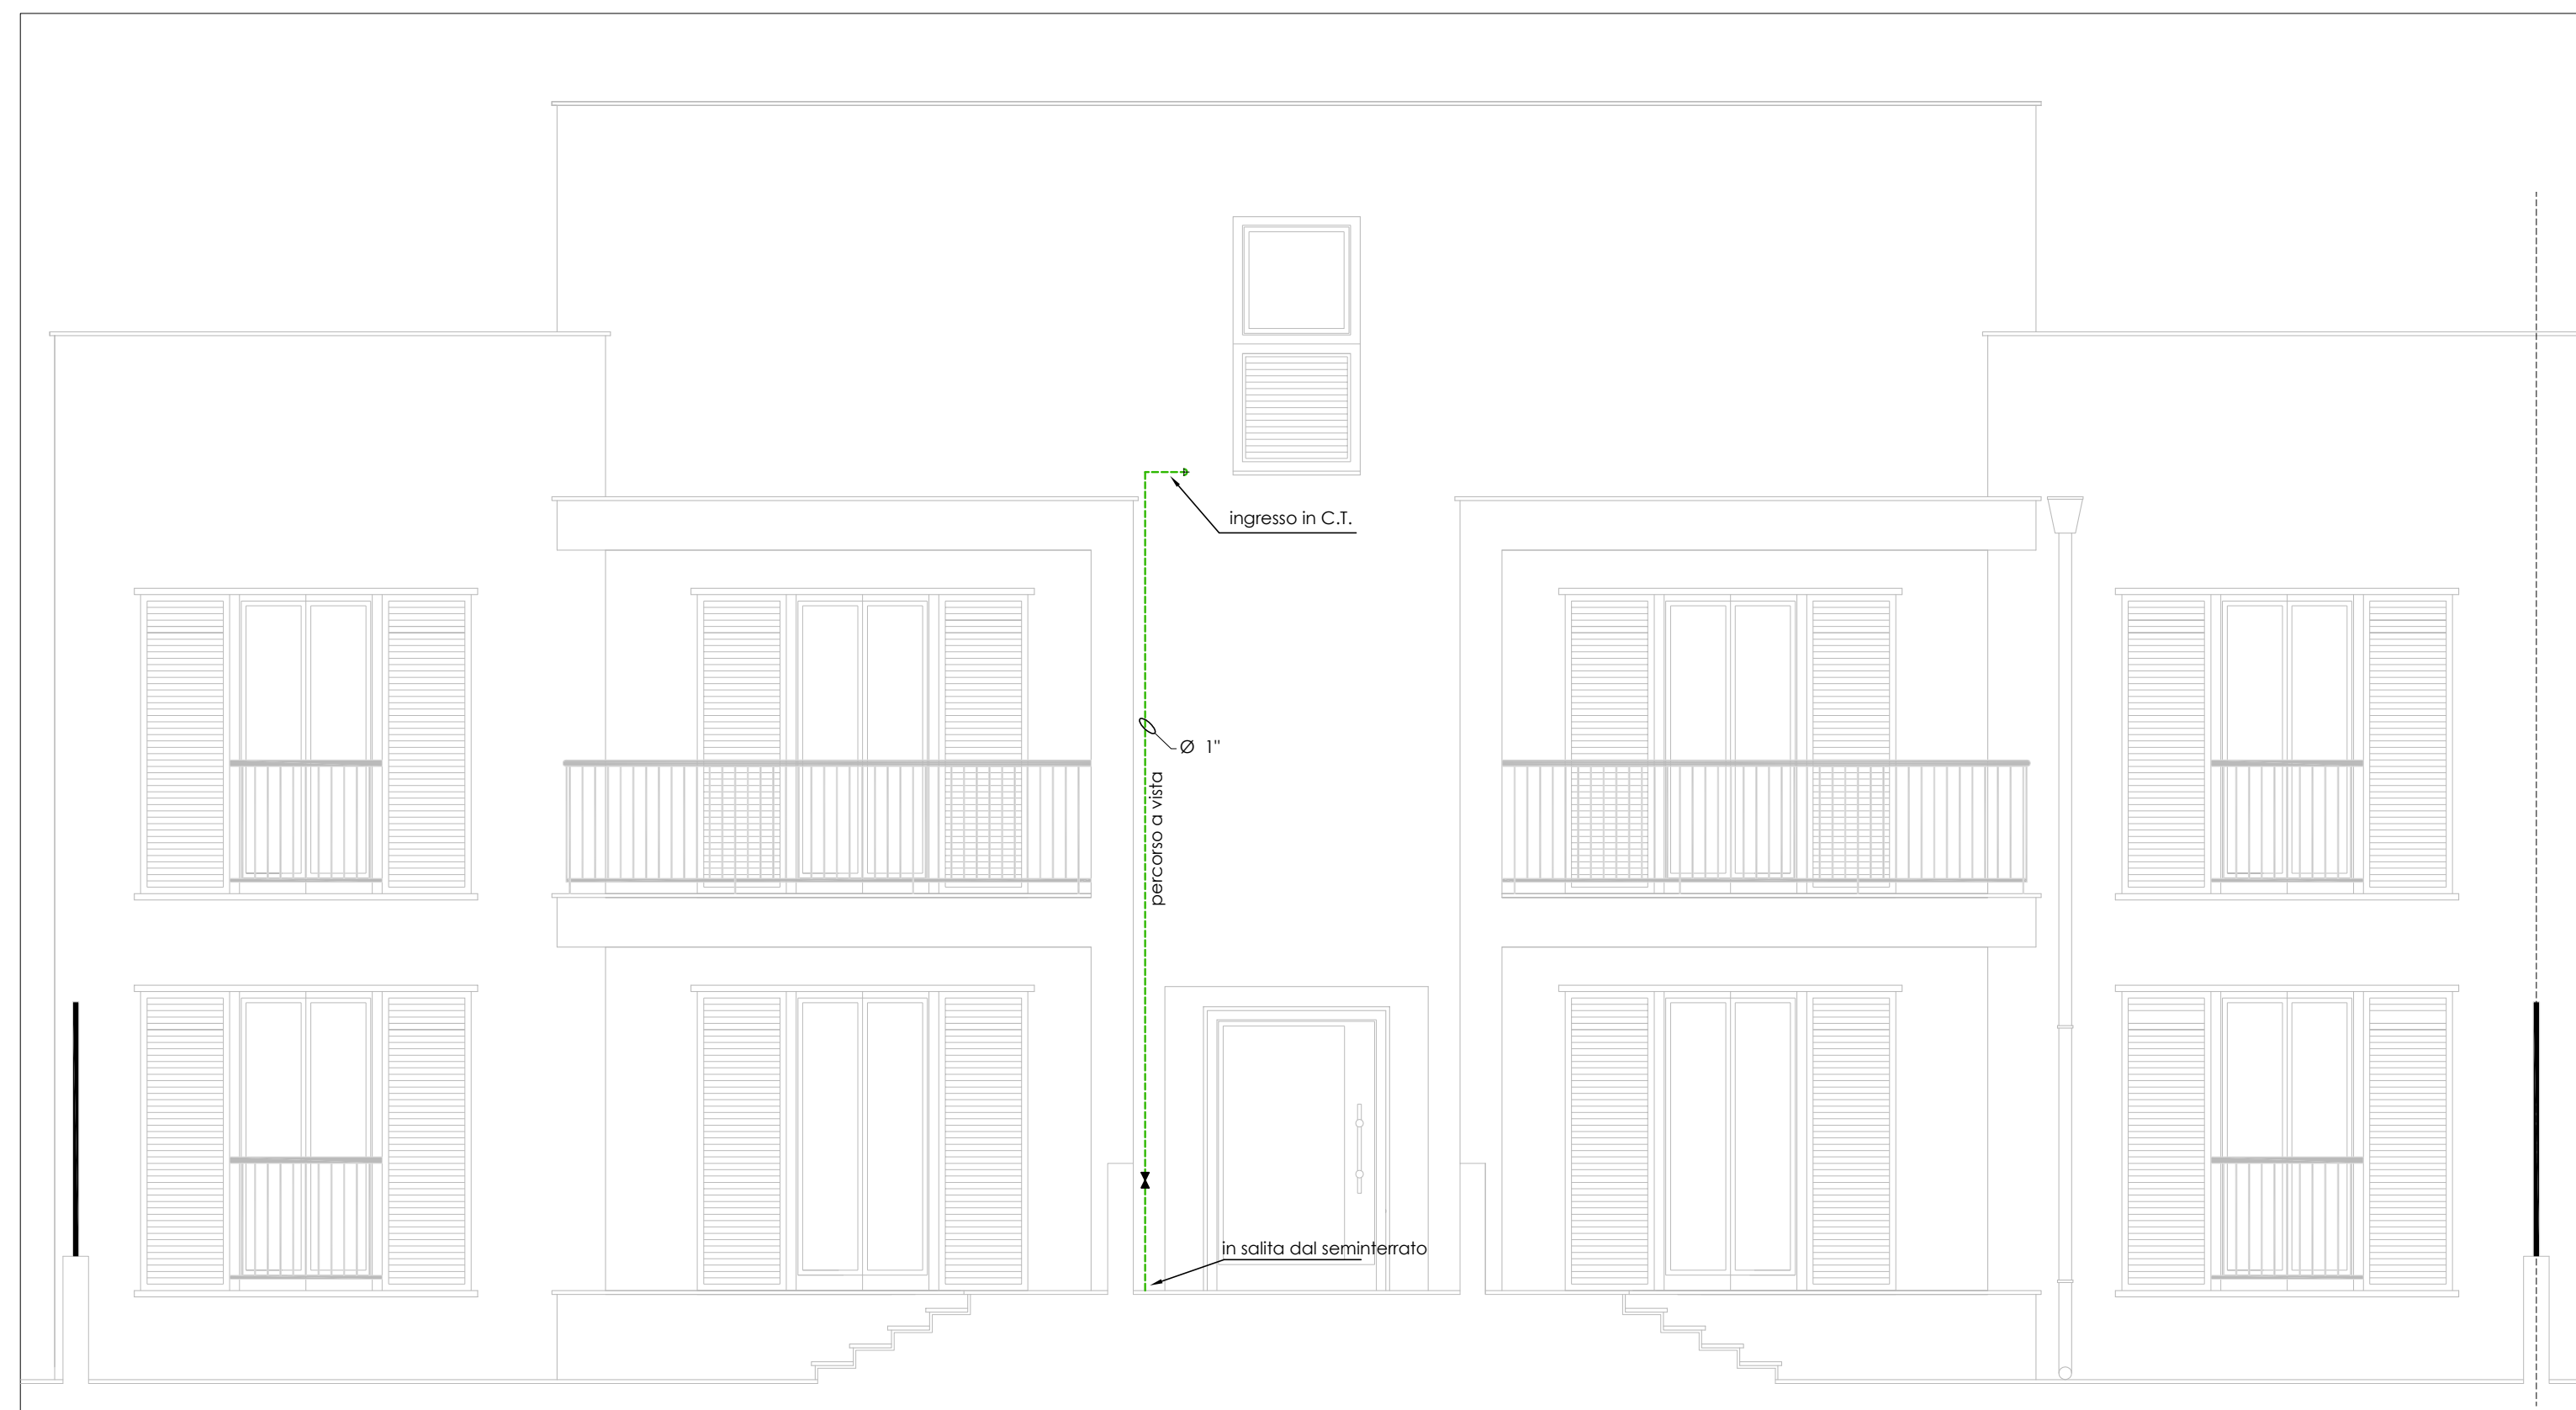 ingresso in C.T.
Ø 1"
percorso a vista
in salita dal seminterrato